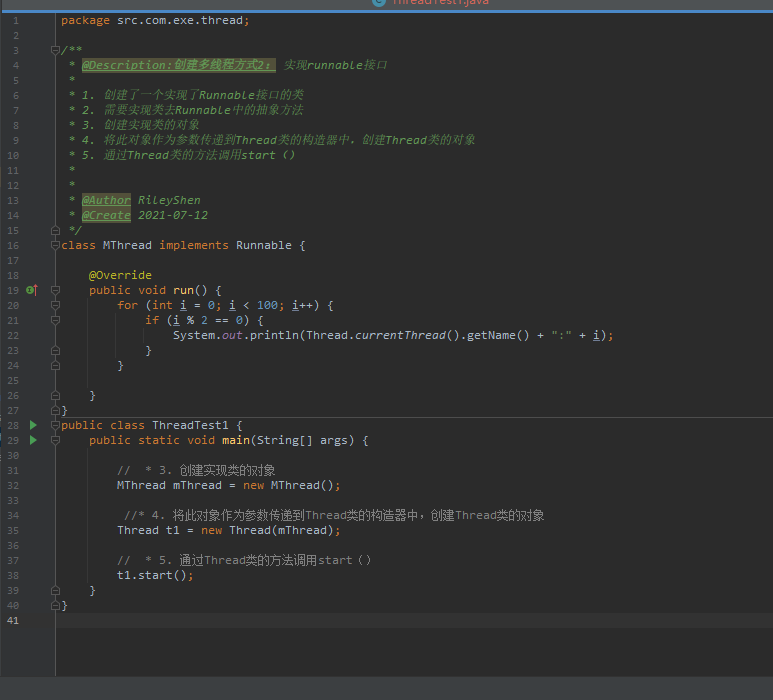 ThreadTest1.java
1 package src.com.exe.thread;
2
3 /**
4 * @Description:创建多线程方式2: 实现runnable接口
5 *
6 * 1. 创建了一个实现了Runnable接口的类
7 * 2. 需要实现类去Runnable中的抽象方法
8 * 3. 创建实现类的对象
9 * 4. 将此对象作为参数传递到Thread类的构造器中，创建Thread类的对象
10 * 5. 通过Thread类的方法调用start（）
11 *
12 *
13 * @Author RileyShen
14 * @Create 2021-07-12
15 */
16 class MThread implements Runnable {
17
18 @Override
19 public void run() {
20 for (int i = 0; i < 100; i++) {
21 if (i % 2 == 0) {
22 System.out.println(Thread.currentThread().getName() + ":" + i);
23 }
24 }
25
26 }
27 }
28 public class ThreadTest1 {
29 public static void main(String[] args) {
30
31 // * 3. 创建实现类的对象
32 MThread mThread = new MThread();
33
34 //* 4. 将此对象作为参数传递到Thread类的构造器中，创建Thread类的对象
35 Thread t1 = new Thread(mThread);
36
37 // * 5. 通过Thread类的方法调用start（）
38 t1.start();
39 }
40 }
41